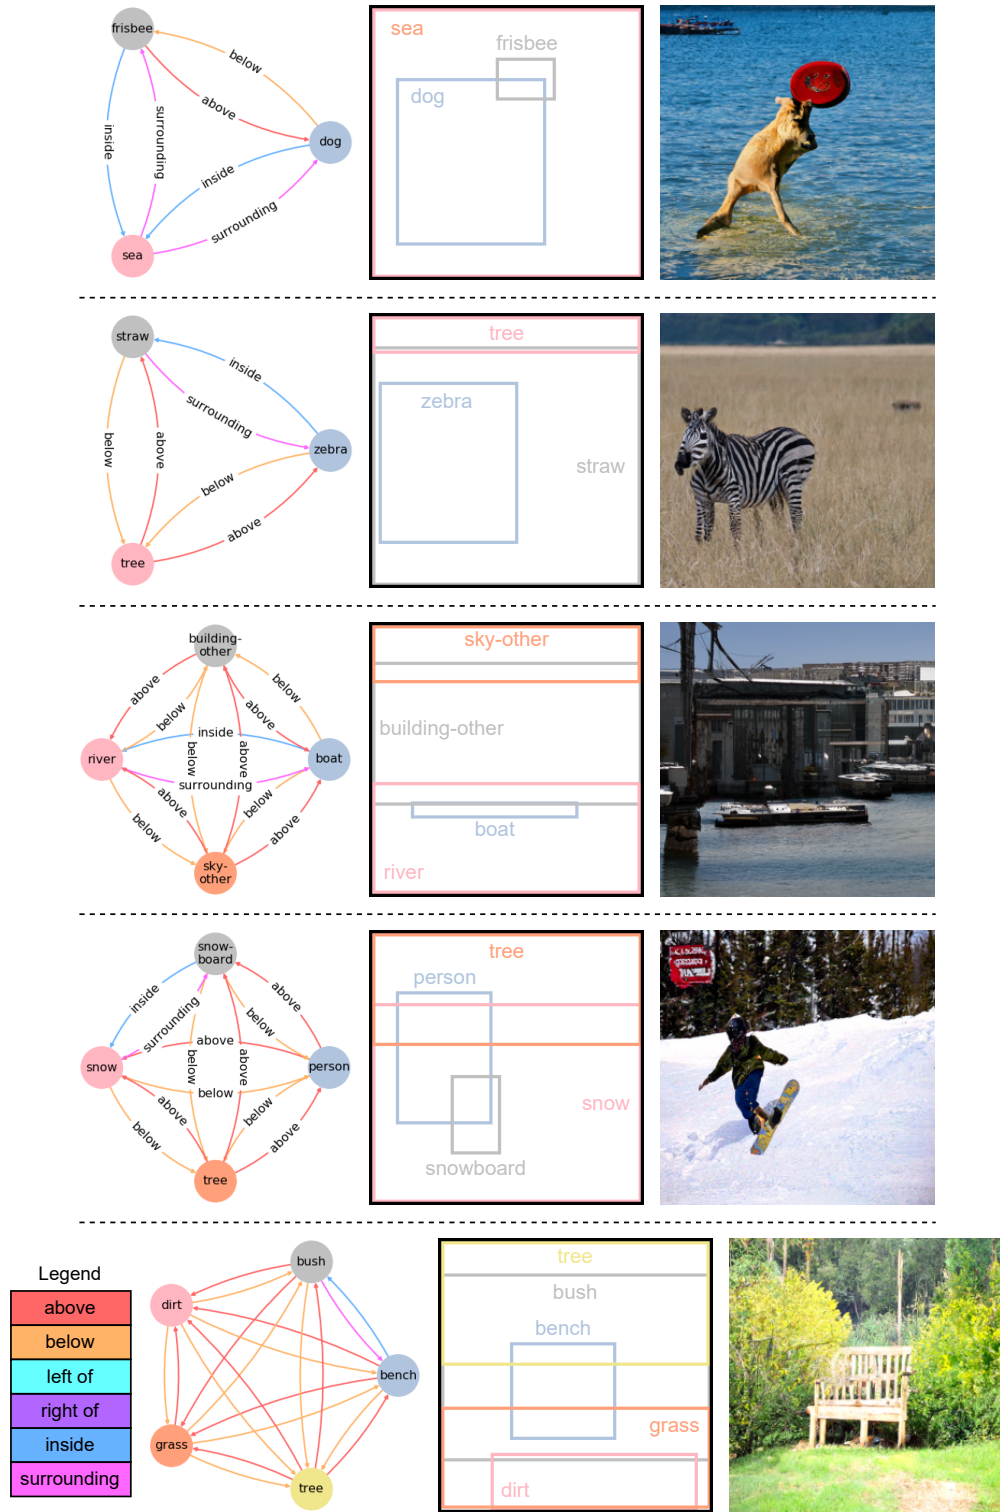 frisbee
below
above
surrounding
inside
dog
inside
surrounding
sea
sea
frisbee
dog
straw
inside
surrounding
below
above
zebra
below
above
tree
tree
zebra
straw
building-
other
above
below
below
above
inside
river
below
above
boat
surrounding
above
below
below
above
sky-
other
sky-other
building-other
boat
river
snow-
board
inside
above
surrounding
below
above
snow
below
above
person
below
above
below
below
above
tree
tree
person
snow
snowboard
Legend
above
below
left of
right of
inside
surrounding
bush
dirt
bench
grass
tree
tree
bush
bench
grass
dirt